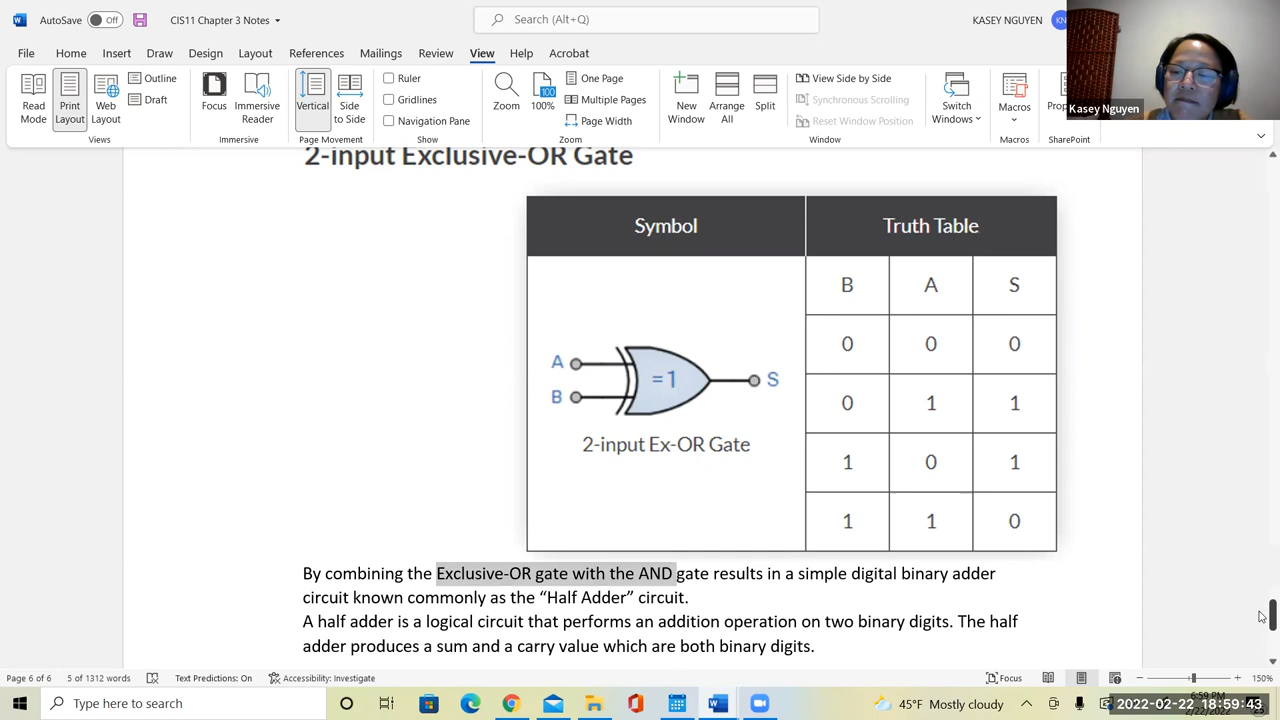 AutoSave Off CIS11 Chapter 3 Notes Search (Alt+Q) KASEY NGUYEN KN
File Home Insert Draw Design Layout References Mailings Review View Help Acrobat
Read Mode Print Layout Web Layout Outline Draft Views
Focus Immersive Reader Immersive
Vertical Side to Side Page Movement
Ruler Gridlines Navigation Pane Show
Zoom 100 100% One Page Multiple Pages Page Width Zoom
New Window Arrange All Split View Side by Side Synchronous Scrolling Reset Window Position Switch Windows Window
Macros Macros
SharePoint
Kasey Nguyen
2-input Exclusive-OR Gate
Symbol Truth Table
B A S
0 0 0
0 1 1
1 0 1
1 1 0
A
B
=1
S
2-input Ex-OR Gate
By combining the Exclusive-OR gate with the AND gate results in a simple digital binary adder
circuit known commonly as the “Half Adder” circuit.
A half adder is a logical circuit that performs an addition operation on two binary digits. The half
adder produces a sum and a carry value which are both binary digits.
Page 6 of 6 5 of 1312 words Text Predictions: On Accessibility: Investigate Focus 150%
Type here to search 45°F Mostly cloudy 6:59 PM
2022-02-22 18:59:43